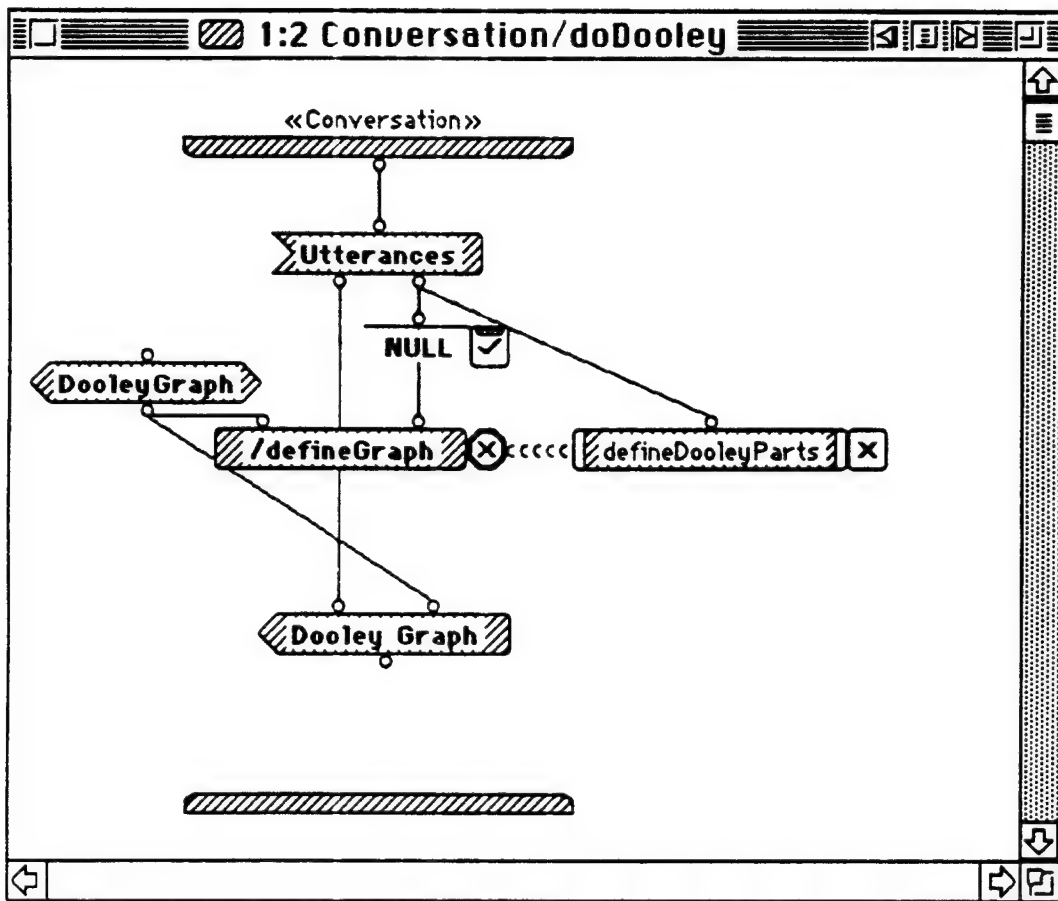 1:2 Conversation/doDooley
«Conversation»
Utterances
NULL
DooleyGraph
/defineGraph
defineDooleyParts
Dooley Graph